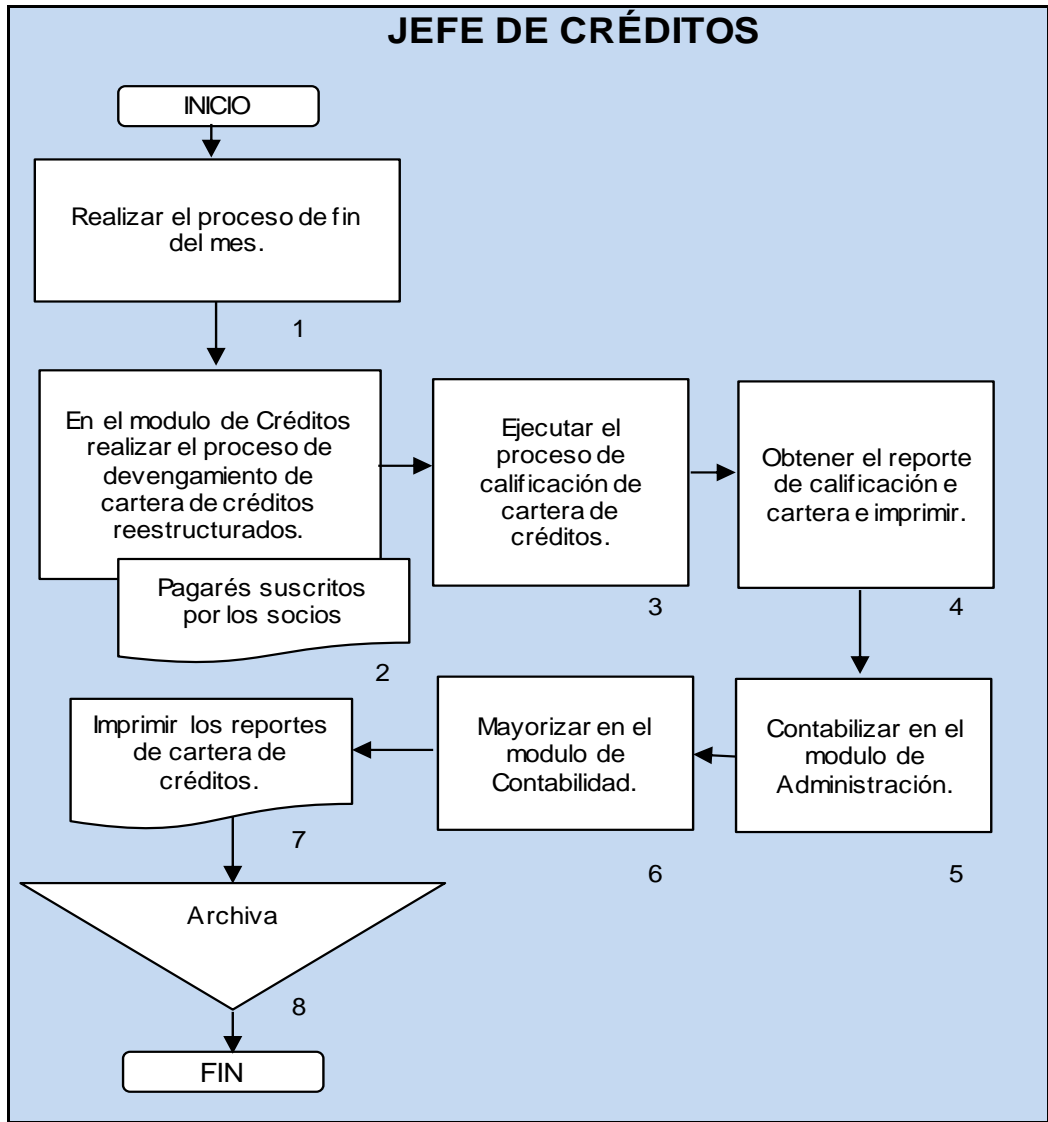 JEFE DE CRÉDITOS
INICIO
Realizar el proceso de fin
del mes.
1
En el modulo de Créditos
realizar el proceso de
devengamiento de
cartera de créditos
reestructurados.
Pagarés suscritos
por los socios
2
Ejecutar el
proceso de
calificación de
cartera de
créditos.
3
Obtener el reporte
de calificación e
cartera e imprimir.
4
Contabilizar en el
modulo de
Administración.
5
Mayorizar en el
modulo de
Contabilidad.
6
Imprimir los reportes
de cartera de
créditos.
7
Archiva
8
FIN